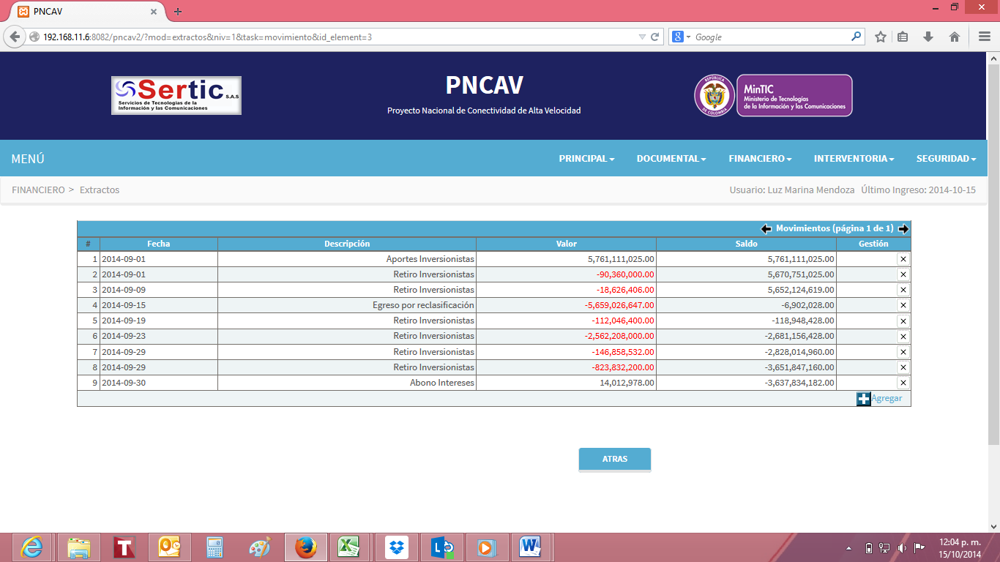 PNCAV
192.168.11.6:8082/pncav2/?mod=extractos&niv=1&task=movimiento&id_element=3
Google
Sertic S.A.S
Servicios de Tecnologías de la
Información y las Comunicaciones
PNCAV
Proyecto Nacional de Conectividad de Alta Velocidad
REPÚBLICA DE COLOMBIA
MinTIC
Ministerio de Tecnologías
de la Información y las Comunicaciones
MENÚ PRINCIPAL DOCUMENTAL FINANCIERO INTERVENTORIA SEGURIDAD
FINANCIERO > Extractos Usuario: Luz Marina Mendoza Último Ingreso: 2014-10-15
Movimientos (página 1 de 1)
# Fecha Descripción Valor Saldo Gestión
1 2014-09-01 Aportes Inversionistas 5,761,111,025.00 5,761,111,025.00
2 2014-09-01 Retiro Inversionistas -90,360,000.00 5,670,751,025.00
3 2014-09-09 Retiro Inversionistas -18,626,406.00 5,652,124,619.00
4 2014-09-15 Egreso por reclasificación -5,659,026,647.00 -6,902,028.00
5 2014-09-19 Retiro Inversionistas -112,046,400.00 -118,948,428.00
6 2014-09-23 Retiro Inversionistas -2,562,208,000.00 -2,681,156,428.00
7 2014-09-29 Retiro Inversionistas -146,858,532.00 -2,828,014,960.00
8 2014-09-29 Retiro Inversionistas -823,832,200.00 -3,651,847,160.00
9 2014-09-30 Abono Intereses 14,012,978.00 -3,637,834,182.00
Agregar
ATRAS
12:04 p. m.
15/10/2014